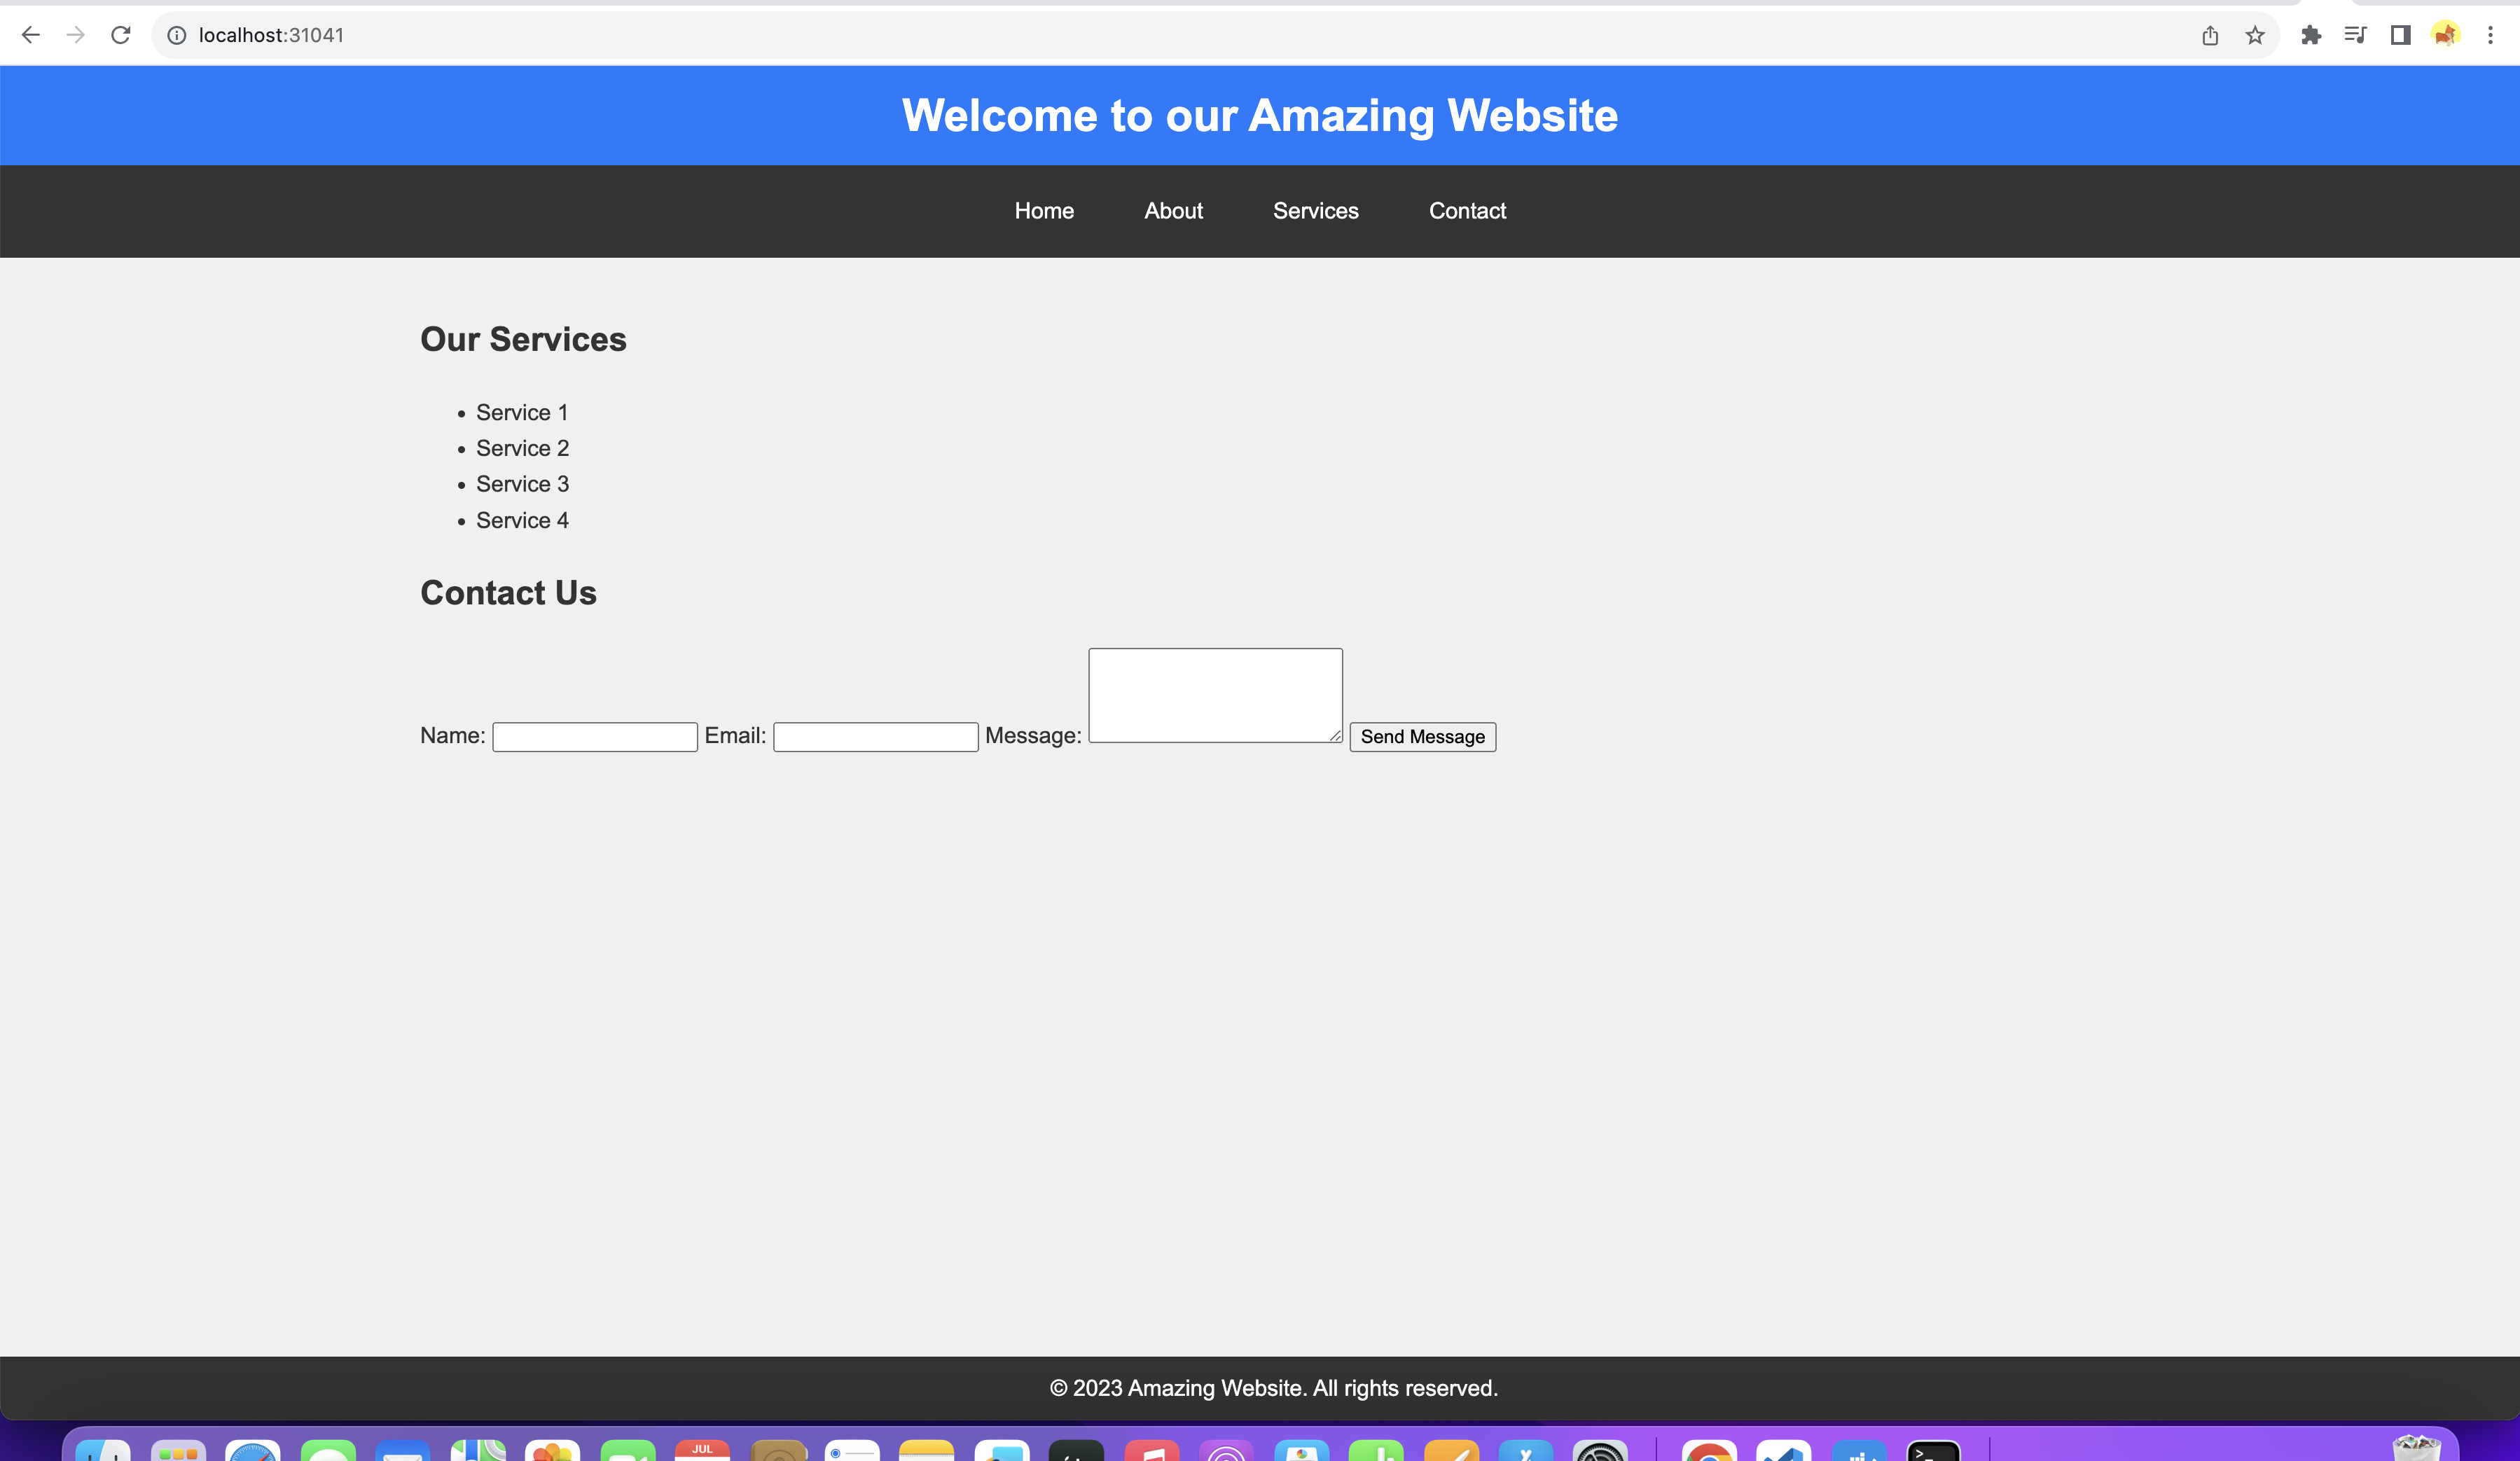 localhost:31041
Welcome to our Amazing Website
Home About Services Contact
Our Services
• Service 1
• Service 2
• Service 3
• Service 4
Contact Us
Name: Email: Message: Send Message
© 2023 Amazing Website. All rights reserved.
JUL